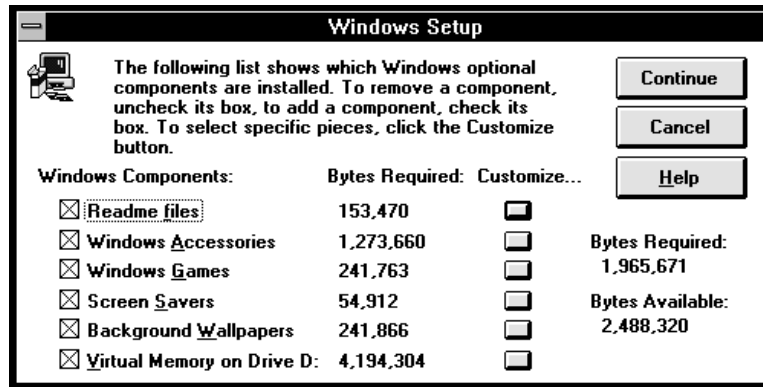 Windows Setup
The following list shows which Windows optional
components are installed. To remove a component,
uncheck its box, to add a component, check its
box. To select specific pieces, click the Customize
button.
Continue
Cancel
Help
Windows Components: Bytes Required: Customize...
Readme files 153,470
Windows Accessories 1,273,660
Windows Games 241,763
Screen Savers 54,912
Background Wallpapers 241,866
Virtual Memory on Drive D: 4,194,304
Bytes Required:
1,965,671
Bytes Available:
2,488,320